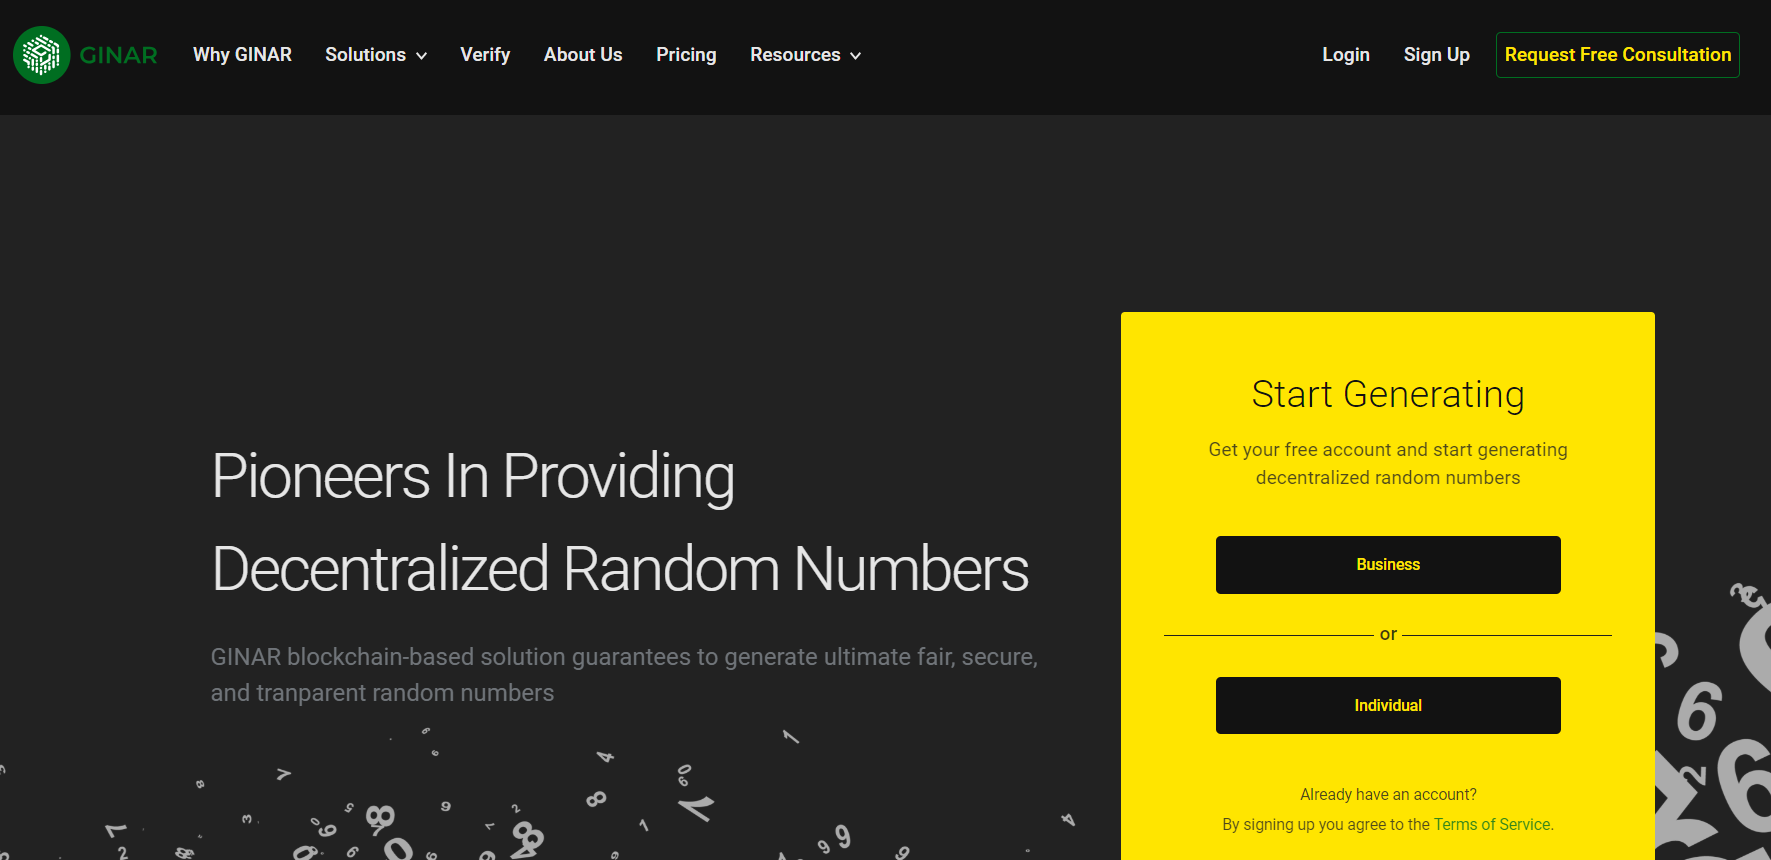 GINAR
Why GINAR
Solutions
Verify
About Us
Pricing
Resources
Login
Sign Up
Request Free Consultation
Pioneers In Providing
Decentralized Random Numbers
GINAR blockchain-based solution guarantees to generate ultimate fair, secure,
and tranparent random numbers
Start Generating
Get your free account and start generating
decentralized random numbers
Business
or
Individual
Already have an account?
By signing up you agree to the Terms of Service.